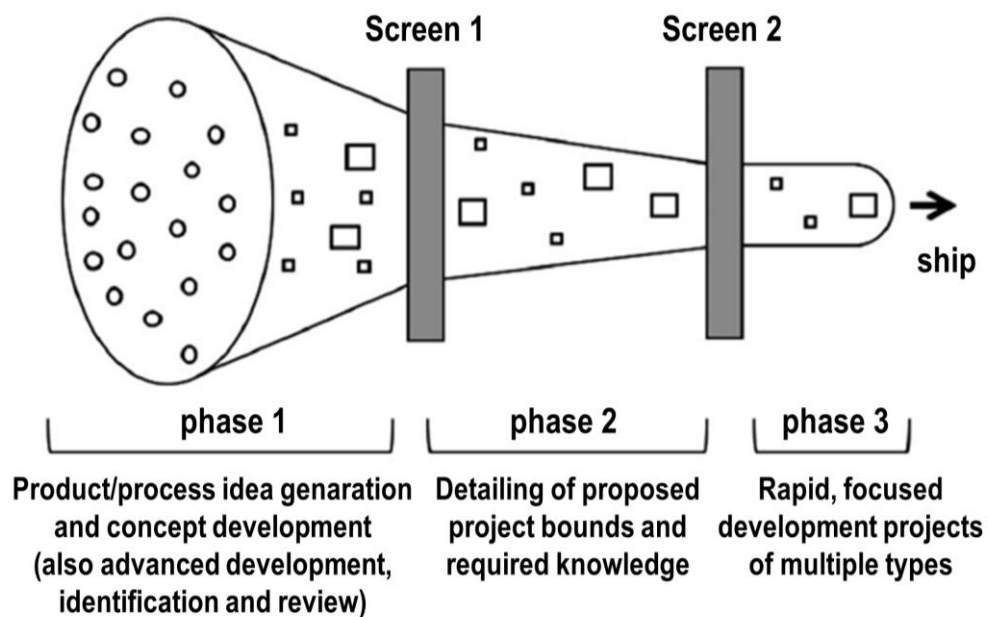 Screen 1
Screen 2
ship
phase 1
phase 2
phase 3
Product/process idea genaration
and concept development
(also advanced development,
identification and review)
Detailing of proposed
project bounds and
required knowledge
Rapid, focused
development projects
of multiple types